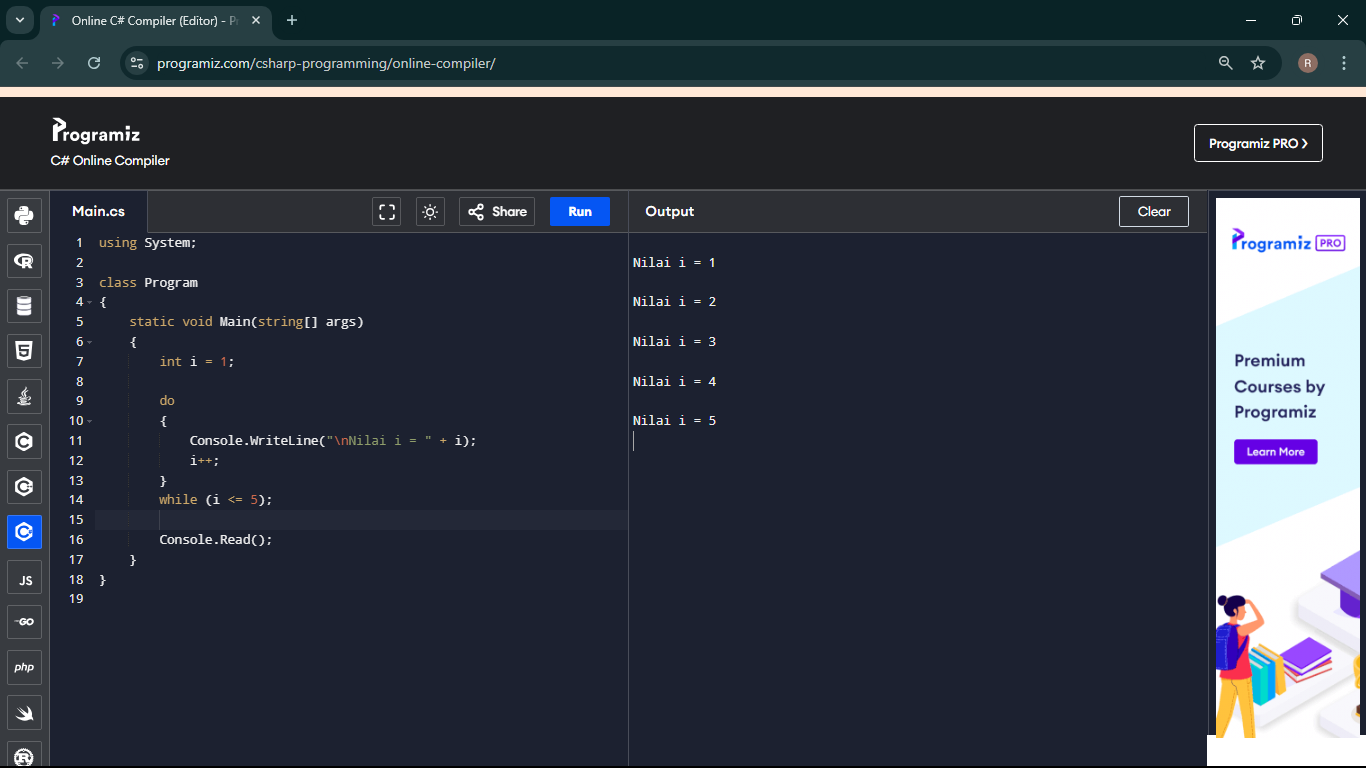 Online C# Compiler (Editor) - P
programiz.com/csharp-programming/online-compiler/
R
Programiz
C# Online Compiler
Programiz PRO ❯
Main.cs
Share
Run
Output
Clear
1 using System;
2
3 class Program
4 {
5     static void Main(string[] args)
6     {
7         int i = 1;
8
9         do
10         {
11             Console.WriteLine("\nNilai i = " + i);
12             i++;
13         }
14         while (i <= 5);
15
16         Console.Read();
17     }
18 }
19
Nilai i = 1
Nilai i = 2
Nilai i = 3
Nilai i = 4
Nilai i = 5
R
5
C
C
C
JS
GO
php
R
Programiz PRO
Premium
Courses by
Programiz
Learn More